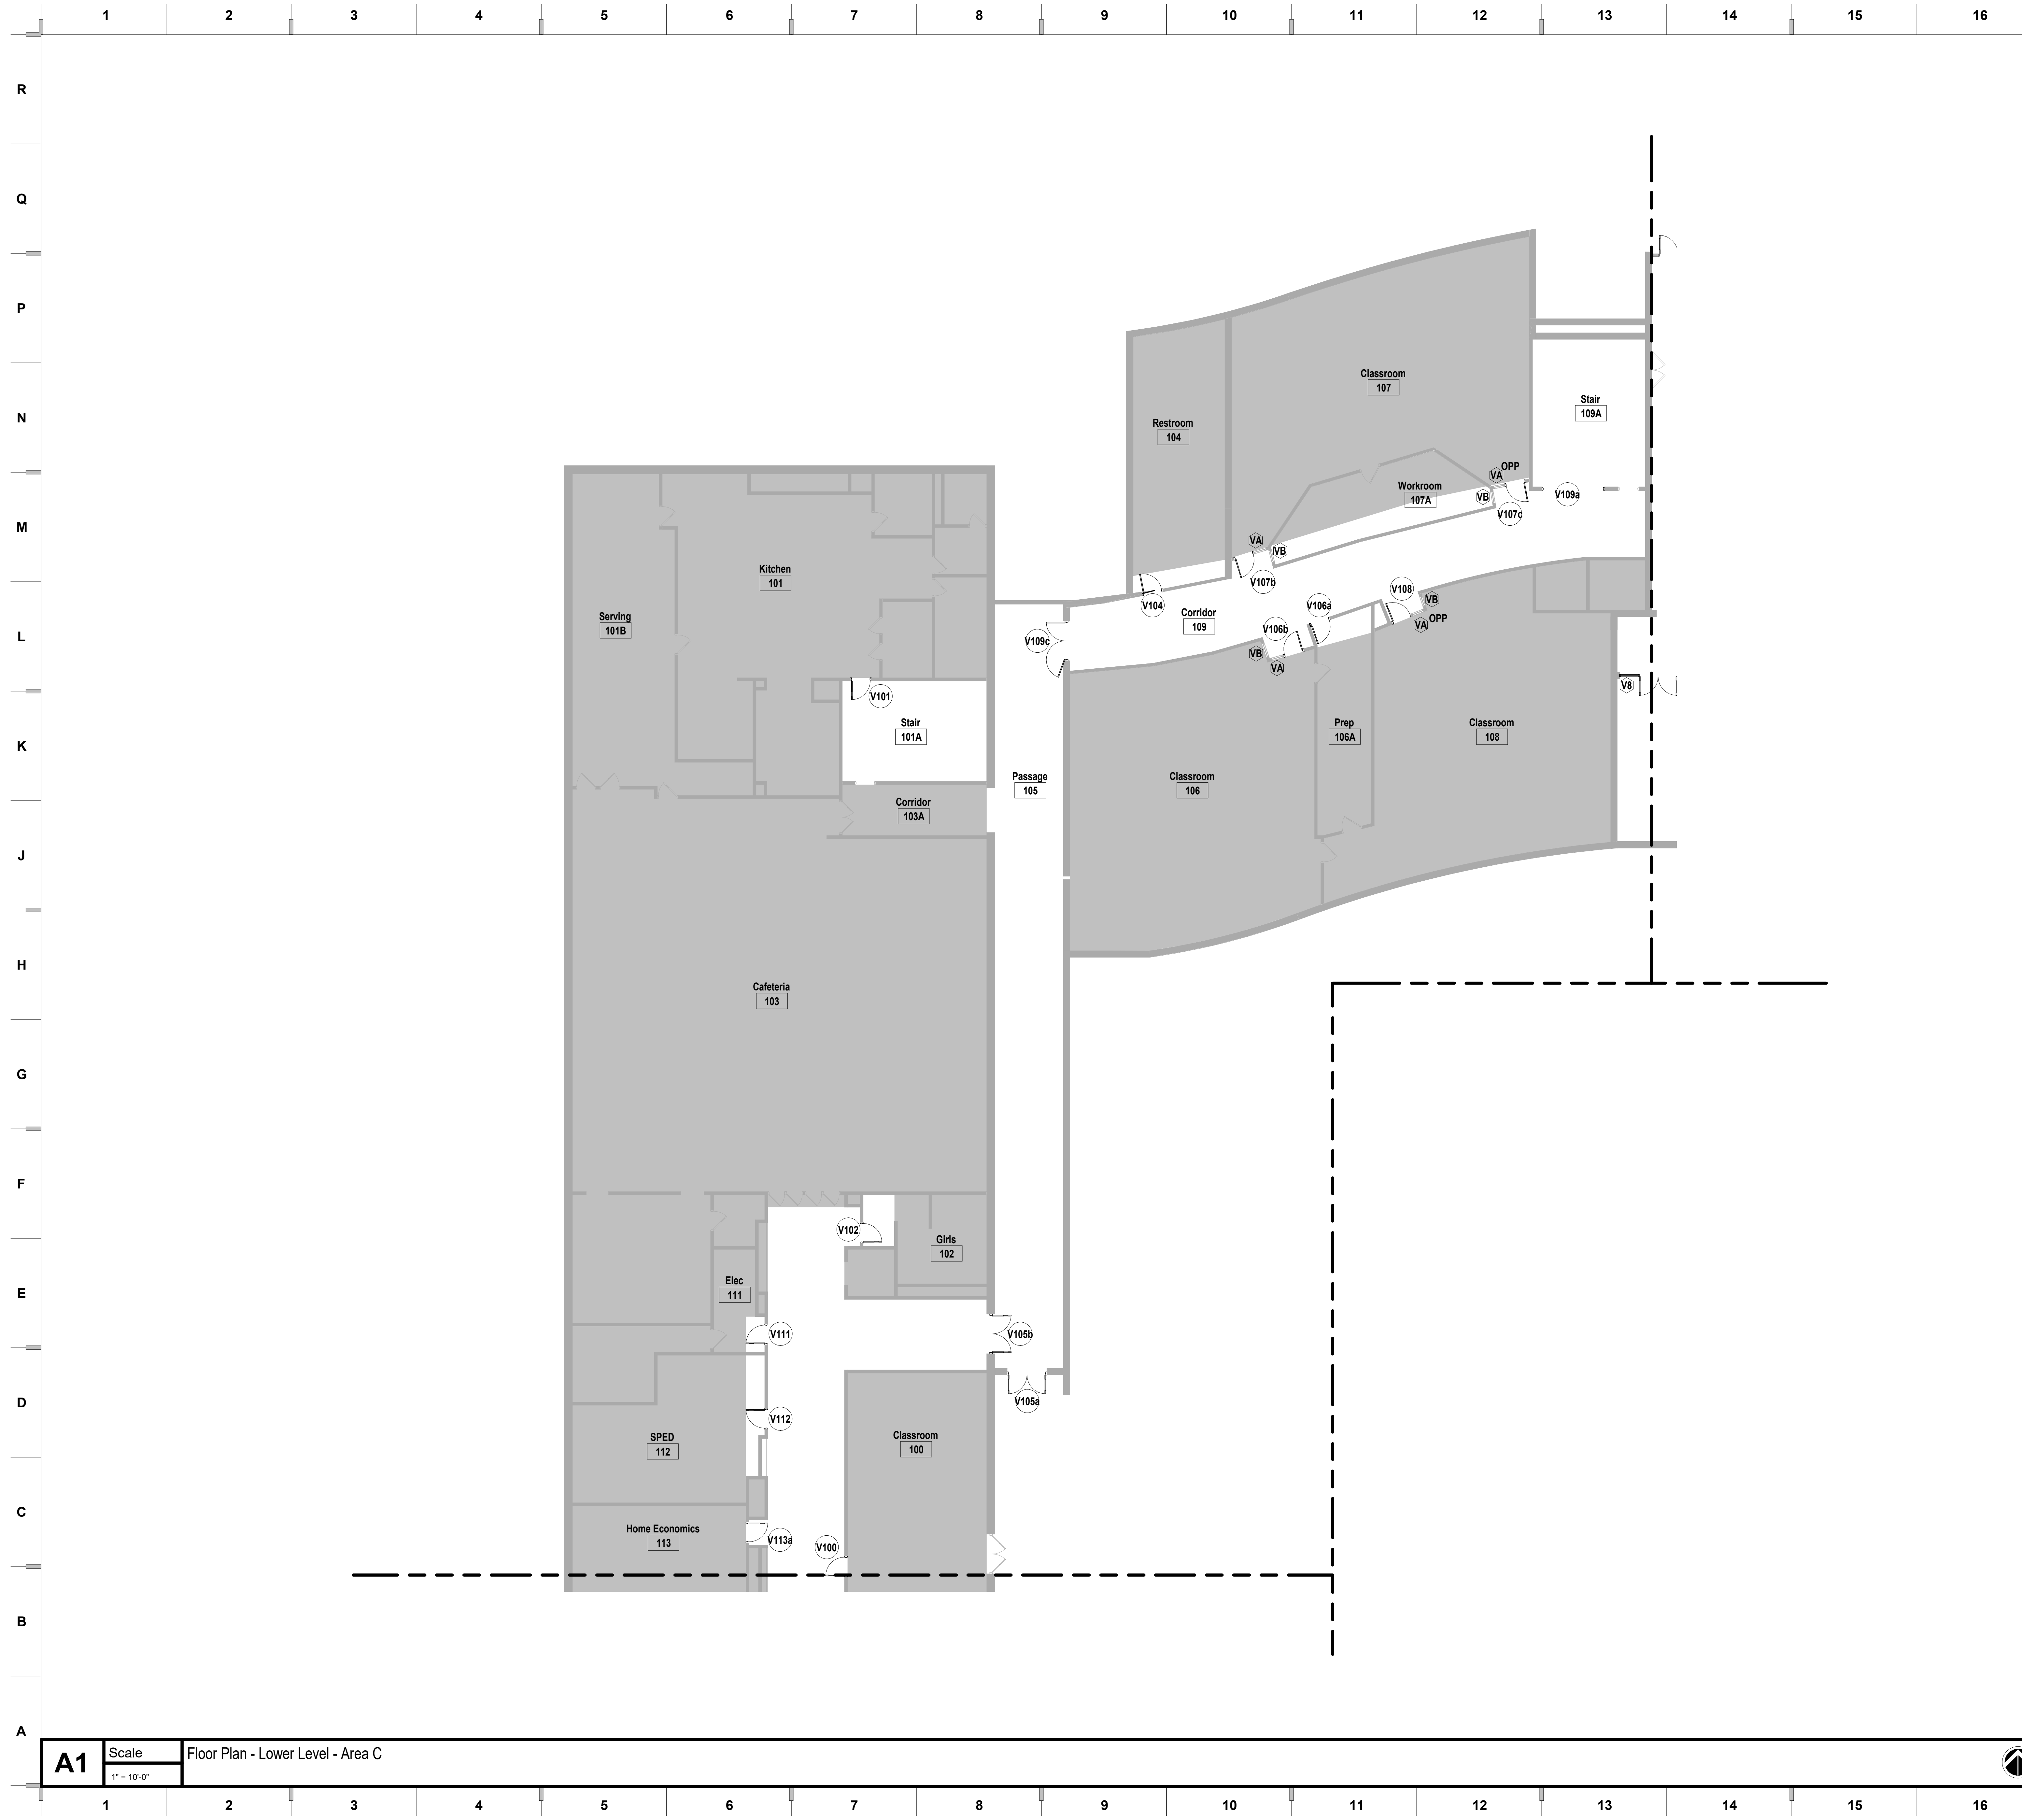 1 2 3 4 5 6 7 8 9 10 11 12 13 14 15 16
R
Q
P
Classroom
107
N
Stair
109A
Restroom
104
OPP
VA
Workroom
107A
VB
V109a
V107c
M
VA
VB
Kitchen
101
V107b
V108
VB
V104
V106a
Corridor
109
Serving
101B
VA OPP
V106b
L
V109c
VB
VA
V8
V101
Stair
101A
Prep
106A
Classroom
108
K
Passage
105
Classroom
106
Corridor
103A
J
H
Cafeteria
103
G
F
V102
Girls
102
Elec
111
E
V111
V105b
V105a
D
V112
SPED
112
Classroom
100
C
Home Economics
113
V113a
V100
B
A
A1
Scale
1" = 10'-0"
Floor Plan - Lower Level - Area C
1 2 3 4 5 6 7 8 9 10 11 12 13 14 15 16